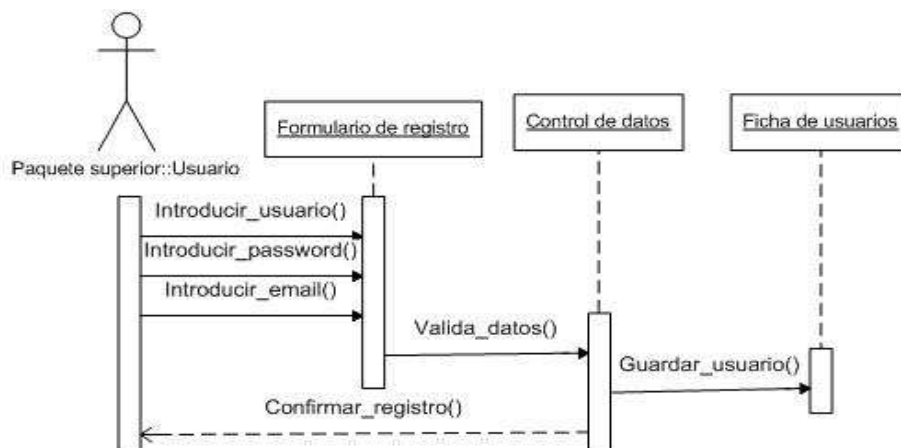 Formulario de registro
Control de datos
Ficha de usuarios
Paquete superior::Usuario
Introducir_usuario()
Introducir_password()
Introducir_email()
Valida_datos()
Guardar_usuario()
Confirmar_registro()